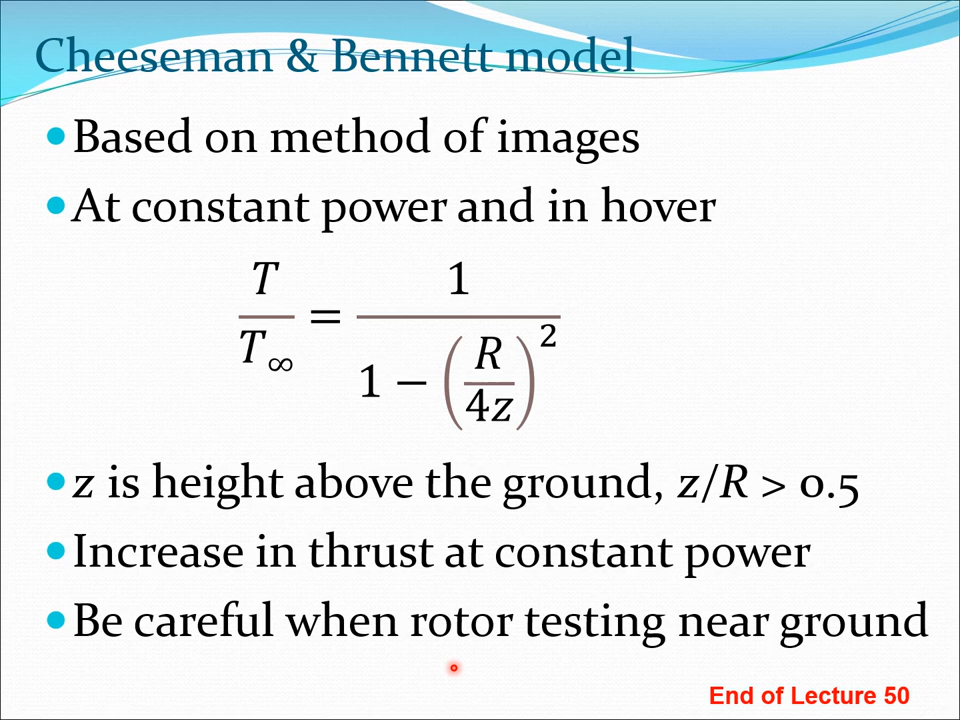 Cheeseman & Bennett model
• Based on method of images
• At constant power and in hover
T/T∞ = 1/(1 − (R/4z)²)
• z is height above the ground, z/R > 0.5
• Increase in thrust at constant power
• Be careful when rotor testing near ground
End of Lecture 50